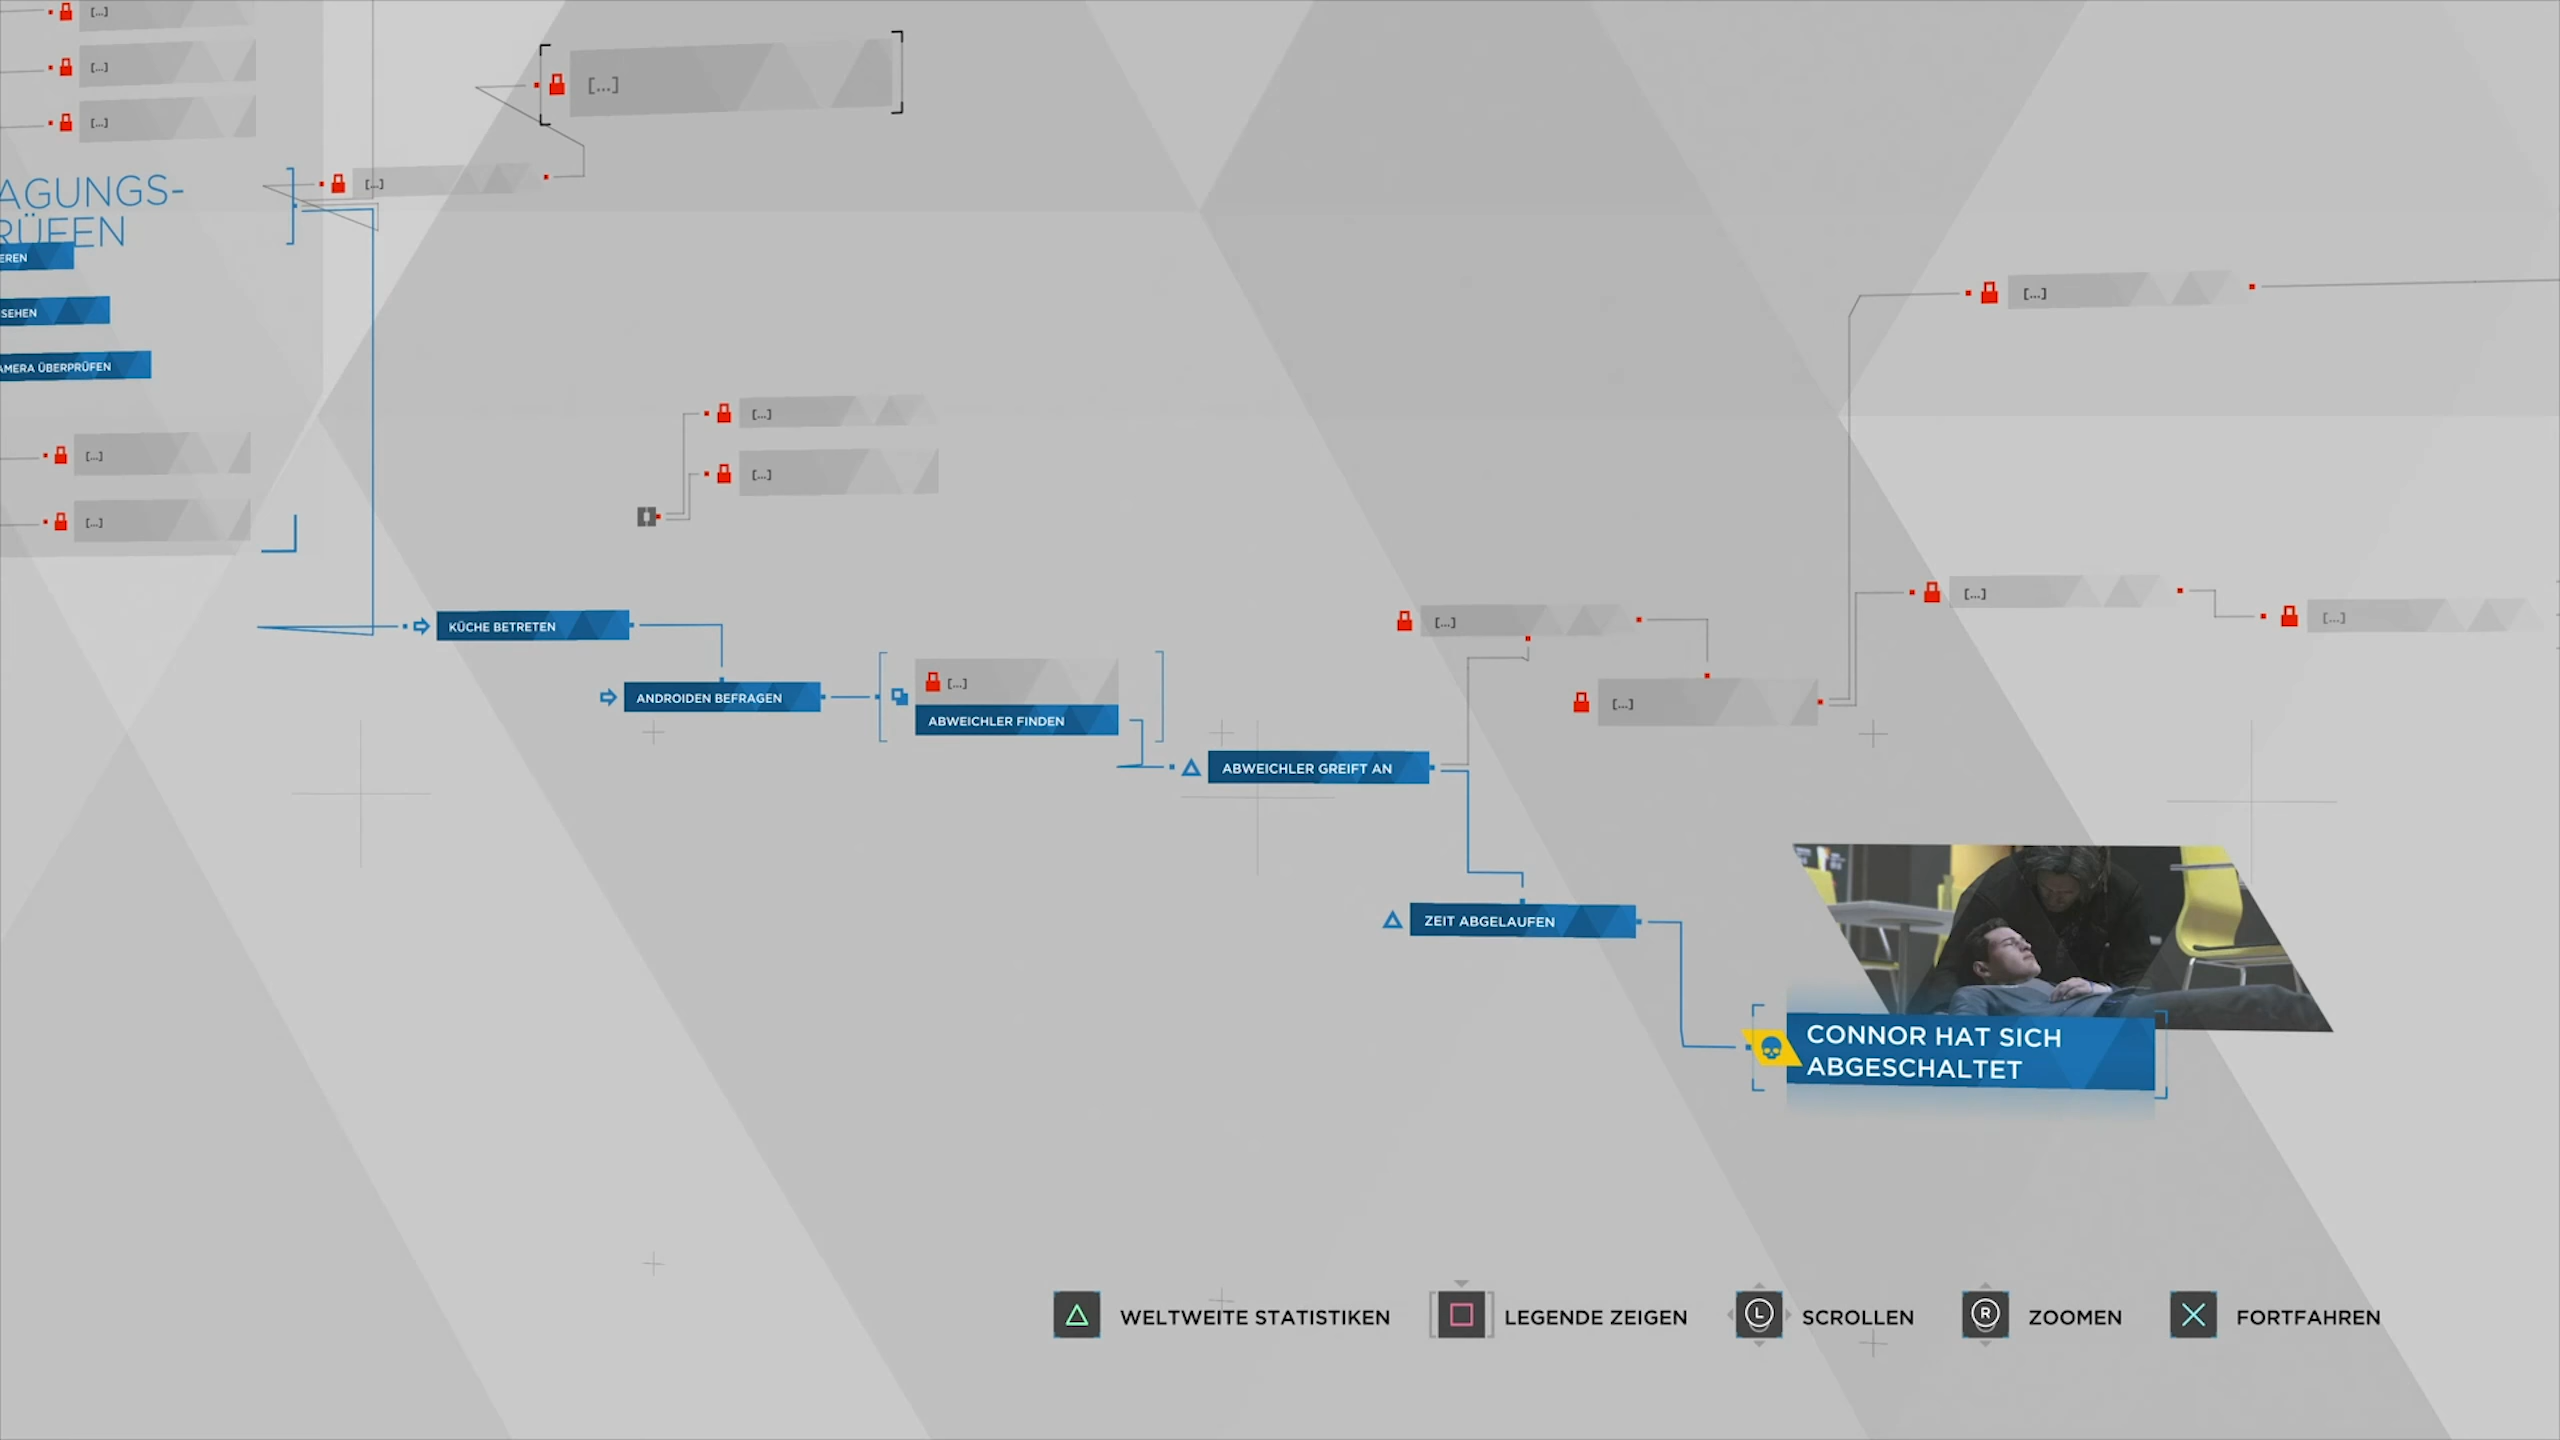 [...]
[...]
[...]
[...]
[...]
AGUNGS-
RÜFEN
EREN
SEHEN
AMERA ÜBERPRÜFEN
[...]
[...]
[...]
[...]
[...]
[...]
[...]
[...]
[...]
KÜCHE BETRETEN
ANDROIDEN BEFRAGEN
[...]
ABWEICHLER FINDEN
ABWEICHLER GREIFT AN
ZEIT ABGELAUFEN
CONNOR HAT SICH
ABGESCHALTET
WELTWEITE STATISTIKEN
LEGENDE ZEIGEN
L
SCROLLEN
R
ZOOMEN
FORTFAHREN